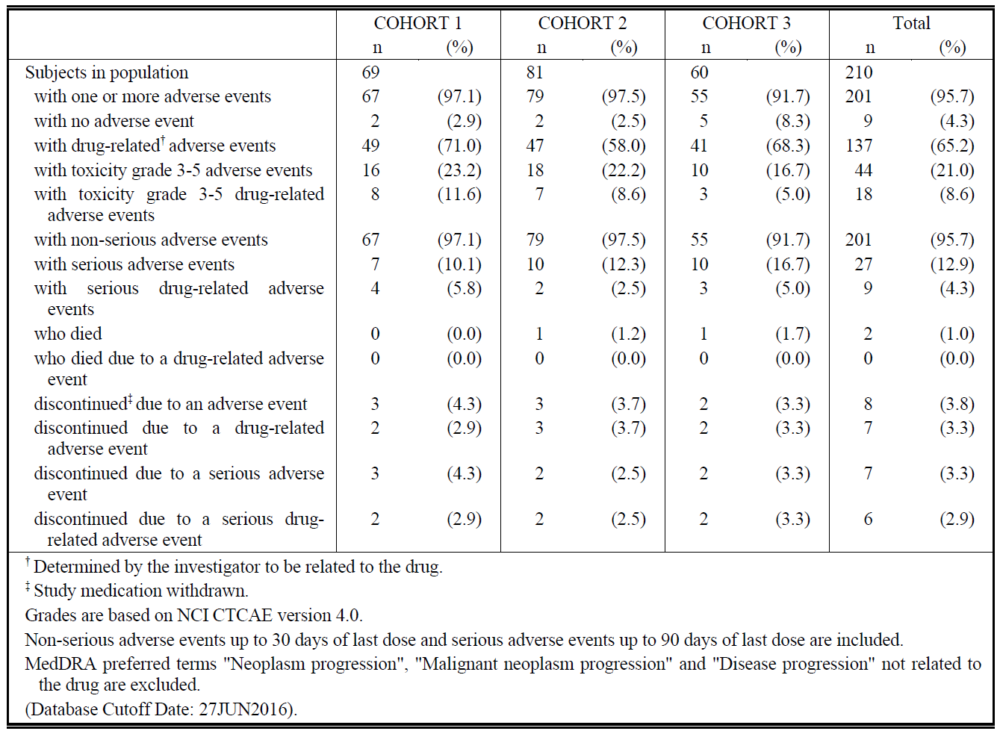 COHORT 1 COHORT 2 COHORT 3 Total
n (%) n (%) n (%) n (%)
Subjects in population 69 81 60 210
with one or more adverse events 67 (97.1) 79 (97.5) 55 (91.7) 201 (95.7)
with no adverse event 2 (2.9) 2 (2.5) 5 (8.3) 9 (4.3)
with drug-related† adverse events 49 (71.0) 47 (58.0) 41 (68.3) 137 (65.2)
with toxicity grade 3-5 adverse events 16 (23.2) 18 (22.2) 10 (16.7) 44 (21.0)
with toxicity grade 3-5 drug-related 8 (11.6) 7 (8.6) 3 (5.0) 18 (8.6)
adverse events
with non-serious adverse events 67 (97.1) 79 (97.5) 55 (91.7) 201 (95.7)
with serious adverse events 7 (10.1) 10 (12.3) 10 (16.7) 27 (12.9)
with serious drug-related adverse 4 (5.8) 2 (2.5) 3 (5.0) 9 (4.3)
events
who died 0 (0.0) 1 (1.2) 1 (1.7) 2 (1.0)
who died due to a drug-related adverse 0 (0.0) 0 (0.0) 0 (0.0) 0 (0.0)
event
discontinued‡ due to an adverse event 3 (4.3) 3 (3.7) 2 (3.3) 8 (3.8)
discontinued due to a drug-related 2 (2.9) 3 (3.7) 2 (3.3) 7 (3.3)
adverse event
discontinued due to a serious adverse 3 (4.3) 2 (2.5) 2 (3.3) 7 (3.3)
event
discontinued due to a serious drug- 2 (2.9) 2 (2.5) 2 (3.3) 6 (2.9)
related adverse event
† Determined by the investigator to be related to the drug.
‡ Study medication withdrawn.
Grades are based on NCI CTCAE version 4.0.
Non-serious adverse events up to 30 days of last dose and serious adverse events up to 90 days of last dose are included.
MedDRA preferred terms "Neoplasm progression", "Malignant neoplasm progression" and "Disease progression" not related to
the drug are excluded.
(Database Cutoff Date: 27JUN2016).